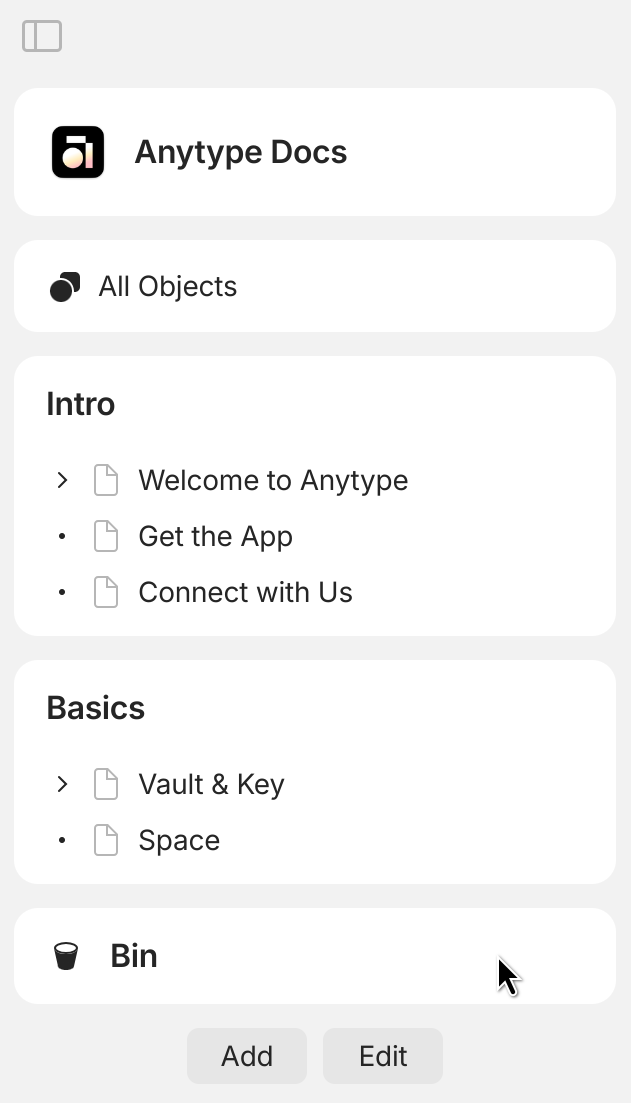 Anytype Docs
All Objects
Intro
Welcome to Anytype
Get the App
Connect with Us
Basics
Vault & Key
Space
Bin
Add
Edit